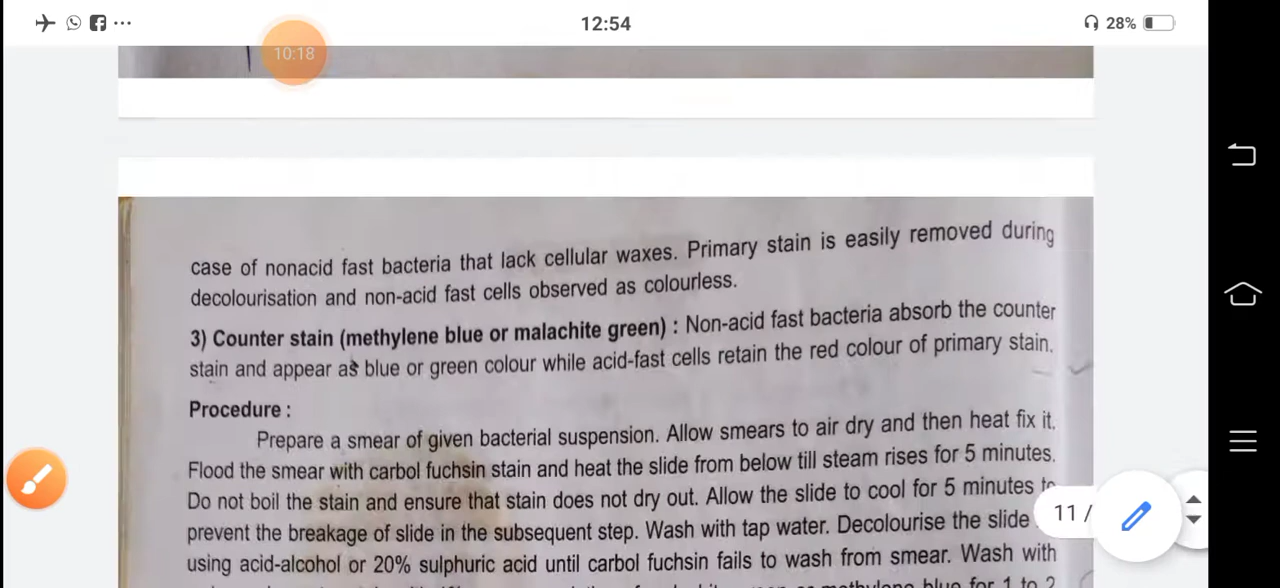 12:54
28%
10:18
case of nonacid fast bacteria that lack cellular waxes. Primary stain is easily removed during
decolourisation and non-acid fast cells observed as colourless.
3) Counter stain (methylene blue or malachite green) : Non-acid fast bacteria absorb the counter
stain and appear as blue or green colour while acid-fast cells retain the red colour of primary stain.
Procedure :
Prepare a smear of given bacterial suspension. Allow smears to air dry and then heat fix it.
Flood the smear with carbol fuchsin stain and heat the slide from below till steam rises for 5 minutes.
Do not boil the stain and ensure that stain does not dry out. Allow the slide to cool for 5 minutes to
prevent the breakage of slide in the subsequent step. Wash with tap water. Decolourise the slide
11 /
using acid-alcohol or 20% sulphuric acid until carbol fuchsin fails to wash from smear. Wash with
methylene blue for 1 to 2